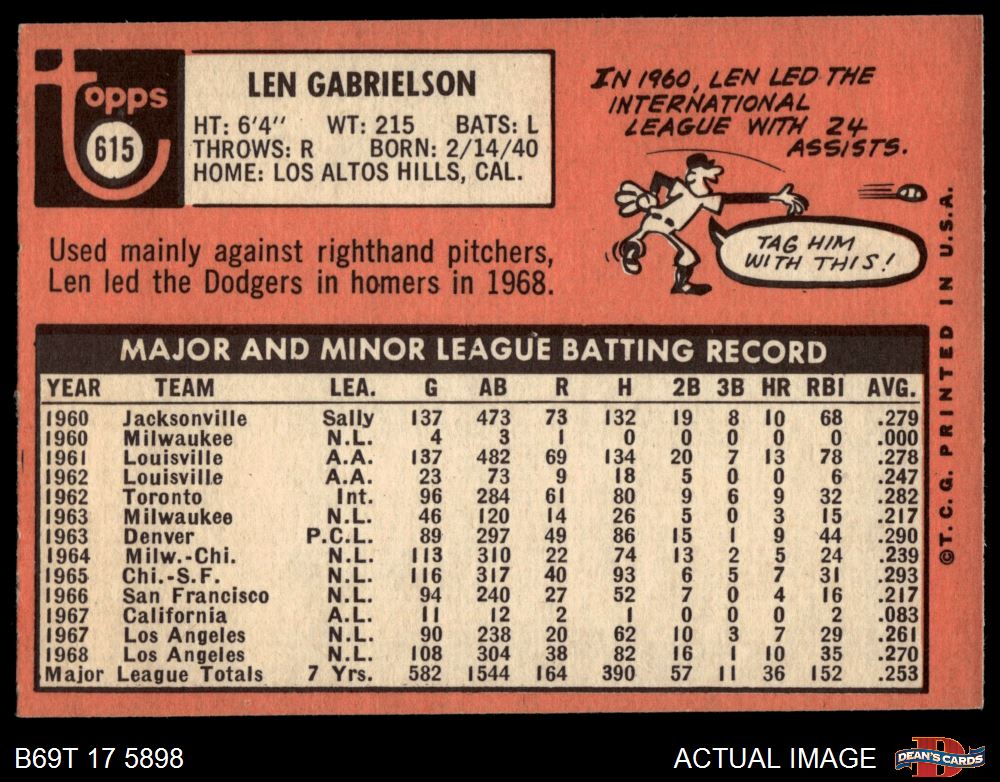 Topps
615
LEN GABRIELSON
HT: 6'4" WT: 215 BATS: L
THROWS: R BORN: 2/14/40
HOME: LOS ALTOS HILLS, CAL.
IN 1960, LEN LED THE
INTERNATIONAL
LEAGUE WITH 24
ASSISTS.
TAG HIM
WITH THIS!
Used mainly against righthand pitchers,
Len led the Dodgers in homers in 1968.
MAJOR AND MINOR LEAGUE BATTING RECORD
YEAR TEAM LEA. G AB R H 2B 3B HR RBI AVG.
1960 Jacksonville Sally 137 473 73 132 19 8 10 68 .279
1960 Milwaukee N.L. 4 3 1 0 0 0 0 0 .000
1961 Louisville A.A. 137 482 69 134 20 7 13 78 .278
1962 Louisville A.A. 23 73 9 18 5 0 0 6 .247
1962 Toronto Int. 96 284 61 80 9 6 9 32 .282
1963 Milwaukee N.L. 46 120 14 26 5 0 3 15 .217
1963 Denver P.C.L. 89 297 49 86 15 1 9 44 .290
1964 Milw.-Chi. N.L. 113 310 22 74 13 2 5 24 .239
1965 Chi.-S.F. N.L. 116 317 40 93 6 5 7 31 .293
1966 San Francisco N.L. 94 240 27 52 7 0 4 16 .217
1967 California A.L. 11 12 2 1 0 0 0 2 .083
1967 Los Angeles N.L. 90 238 20 62 10 3 7 29 .261
1968 Los Angeles N.L. 108 304 38 82 16 1 10 35 .270
Major League Totals 7 Yrs. 582 1544 164 390 57 11 36 152 .253
©T.C.G. PRINTED IN U.S.A.
B69T 17 5898
ACTUAL IMAGE
D
DEAN'S CARDS